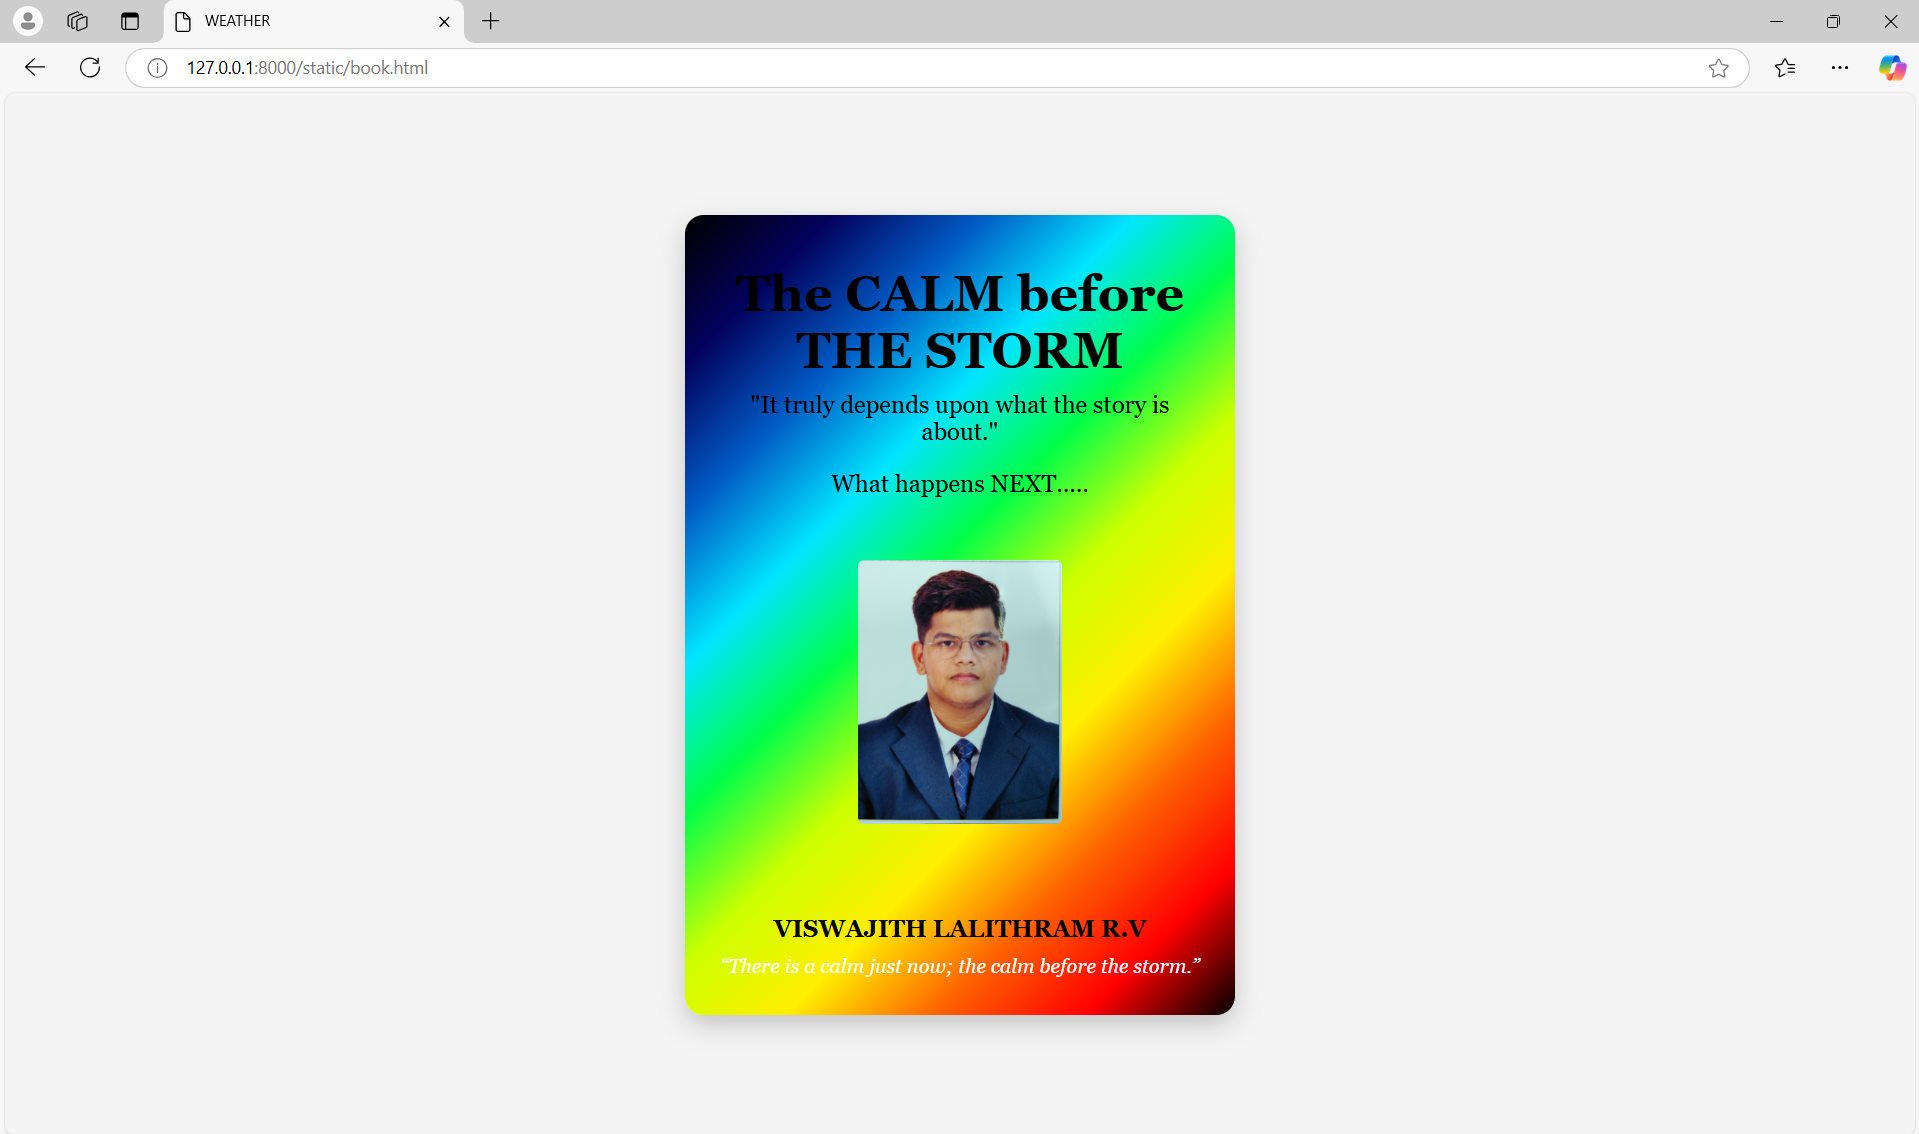 WEATHER
127.0.0.1:8000/static/book.html
The CALM before
THE STORM
"It truly depends upon what the story is
about."
What happens NEXT.....
VISWAJITH LALITHRAM R.V
“There is a calm just now; the calm before the storm.”